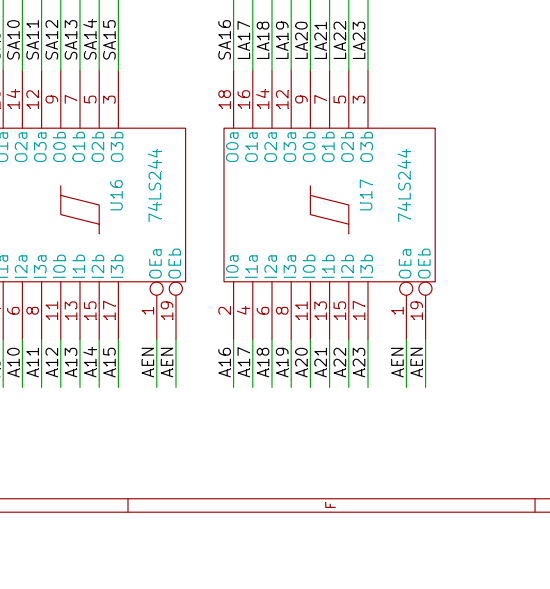 SA10
SA11
SA12
SA13
SA14
SA15
14
12
9
7
5
3
O1a
O2a
O3a
O0b
O1b
O2b
O3b
U16
74LS244
I1a
I2a
I3a
I0b
I1b
I2b
I3b
OEa
OEb
6
8
11
13
15
17
1
19
A10
A11
A12
A13
A14
A15
AEN
AEN
SA16
LA17
LA18
LA19
LA20
LA21
LA22
LA23
18
16
14
12
9
7
5
3
O0a
O1a
O2a
O3a
O0b
O1b
O2b
O3b
U17
74LS244
I0a
I1a
I2a
I3a
I0b
I1b
I2b
I3b
OEa
OEb
2
4
6
8
11
13
15
17
1
19
A16
A17
A18
A19
A20
A21
A22
A23
AEN
AEN
F